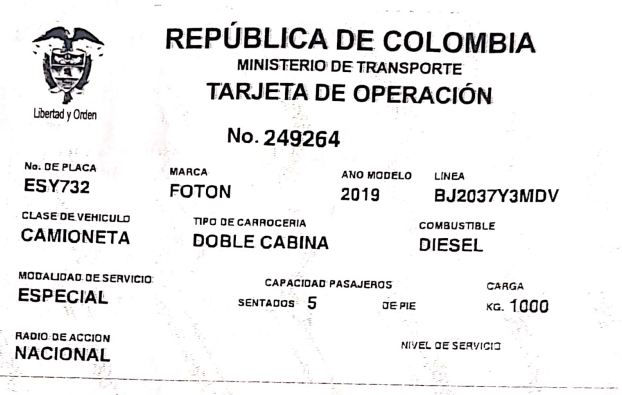 REPÚBLICA DE COLOMBIA
MINISTERIO DE TRANSPORTE
TARJETA DE OPERACIÓN
Libertad y Orden
No. 249264
No. DE PLACA MARCA ANO MODELO LINEA
ESY732 FOTON 2019 BJ2037Y3MDV
CLASE DE VEHICULO TIPO DE CARROCERIA COMBUSTIBLE
CAMIONETA DOBLE CABINA DIESEL
MODALIDAD DE SERVICIO CAPACIDAD PASAJEROS CARGA
ESPECIAL SENTADOS 5 DE PIE KG. 1000
RADIO DE ACCION NIVEL DE SERVICIO
NACIONAL